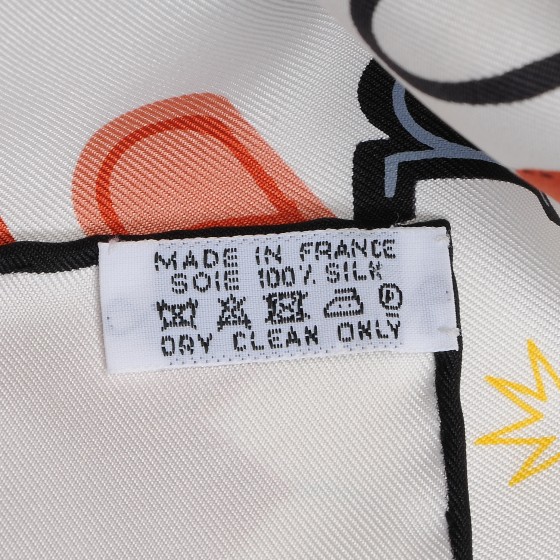 MADE IN FRANCE
SOIE 100% SILK
P
DRY CLEAN ONLY